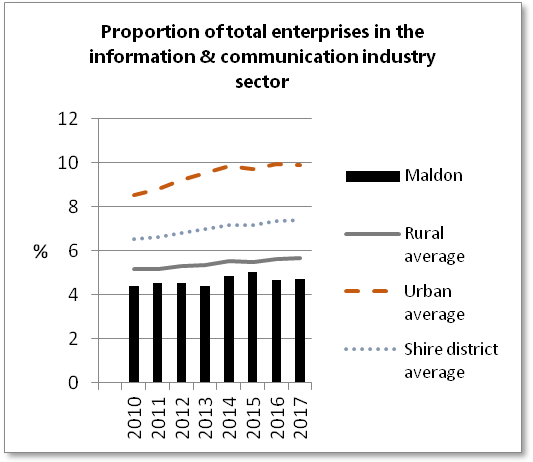 Proportion of total enterprises in the
information & communication industry
sector
12
10
8
6
4
2
0
%
2010
2011
2012
2013
2014
2015
2016
2017
Maldon
Rural
average
Urban
average
Shire district
average